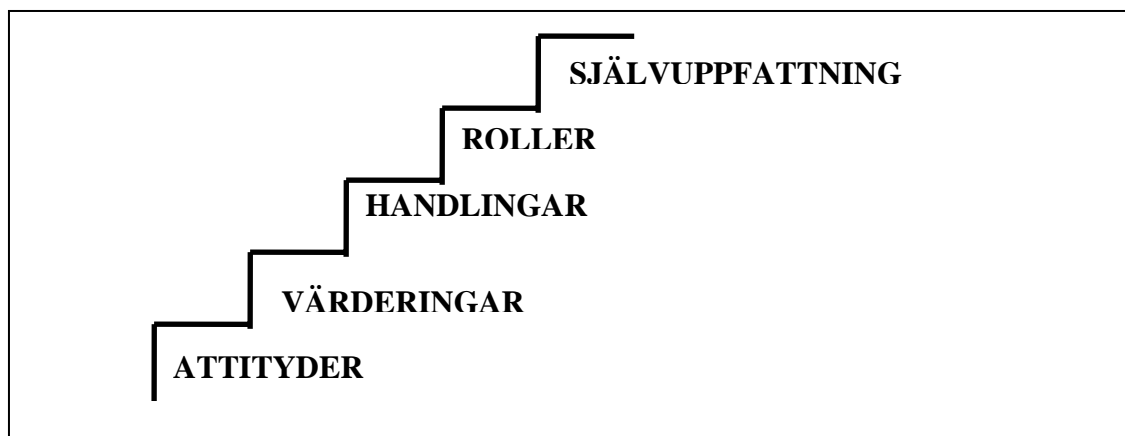 SJÄLVUPPFATTNING
ROLLER
HANDLINGAR
VÄRDERINGAR
ATTITYDER